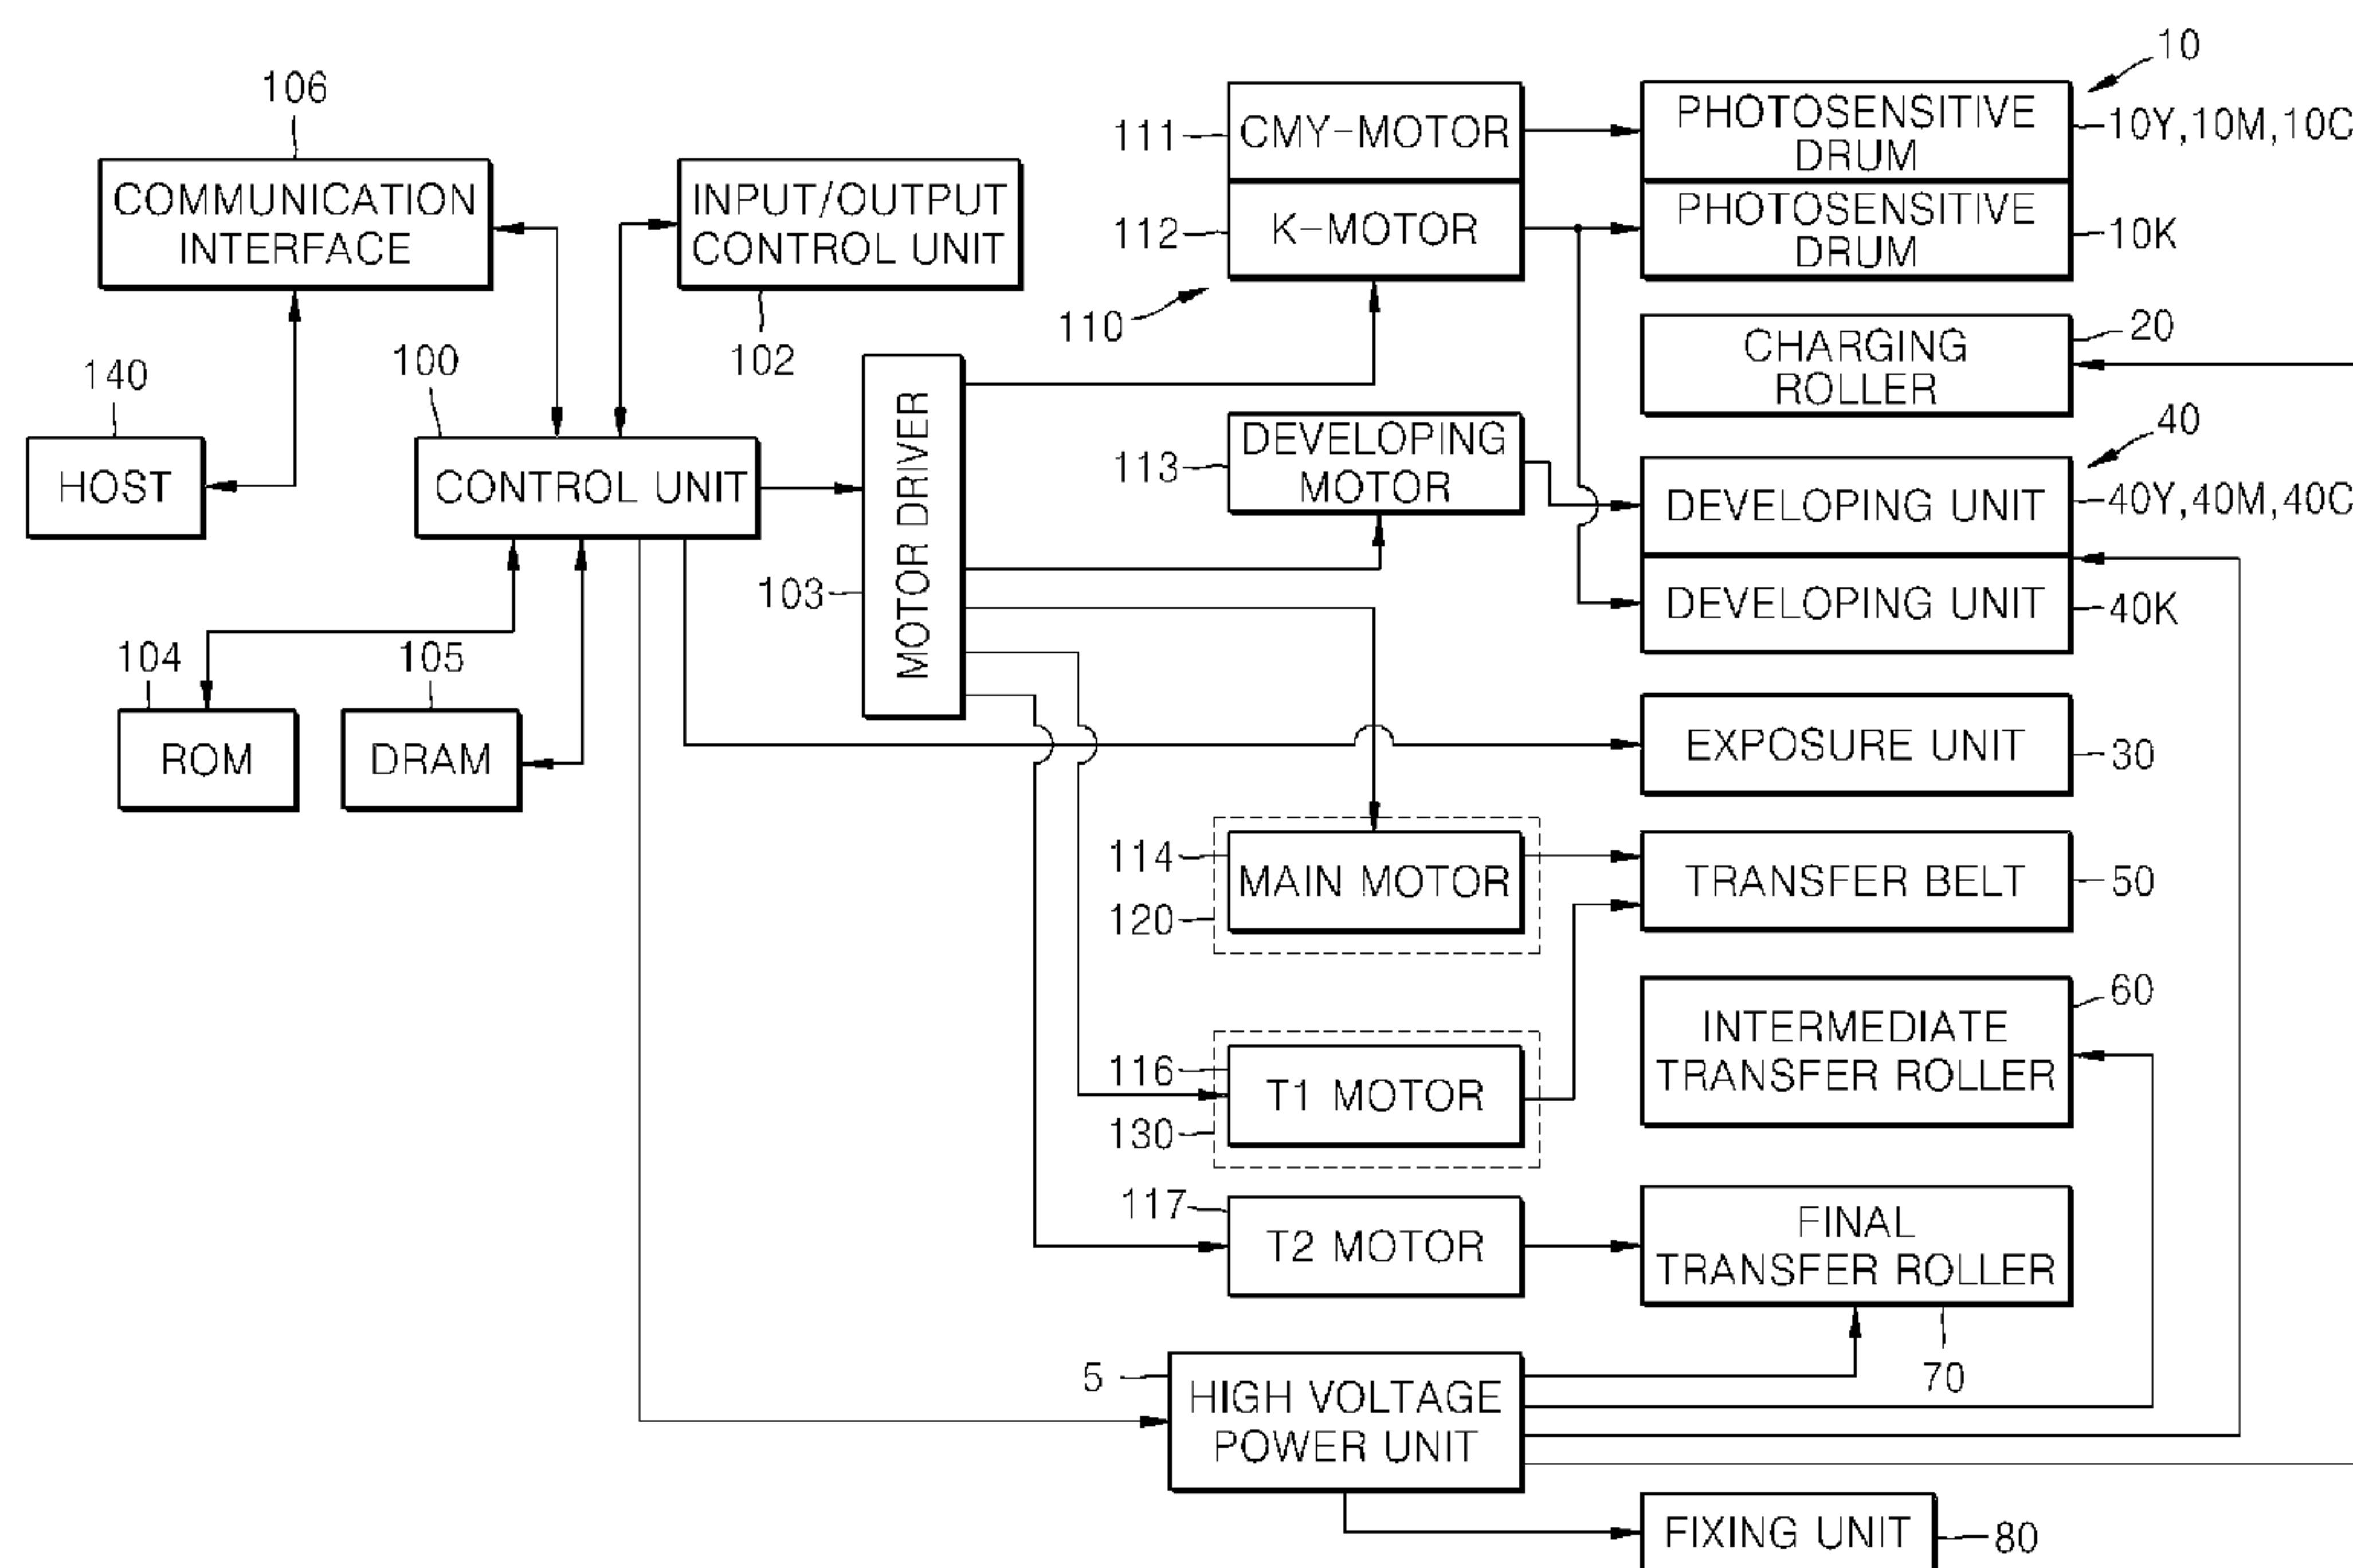 106
COMMUNICATION
INTERFACE
INPUT/OUTPUT
CONTROL UNIT
102
140
HOST
100
CONTROL UNIT
104
ROM
105
DRAM
103
MOTOR DRIVER
111
CMY-MOTOR
112
K-MOTOR
110
113
DEVELOPING
MOTOR
114
MAIN MOTOR
120
116
T1 MOTOR
130
117
T2 MOTOR
5
HIGH VOLTAGE
POWER UNIT
10
PHOTOSENSITIVE
DRUM
10Y,10M,10C
PHOTOSENSITIVE
DRUM
10K
CHARGING
ROLLER
20
40
DEVELOPING UNIT
40Y,40M,40C
DEVELOPING UNIT
40K
EXPOSURE UNIT
30
TRANSFER BELT
50
60
INTERMEDIATE
TRANSFER ROLLER
FINAL
TRANSFER ROLLER
70
FIXING UNIT
80